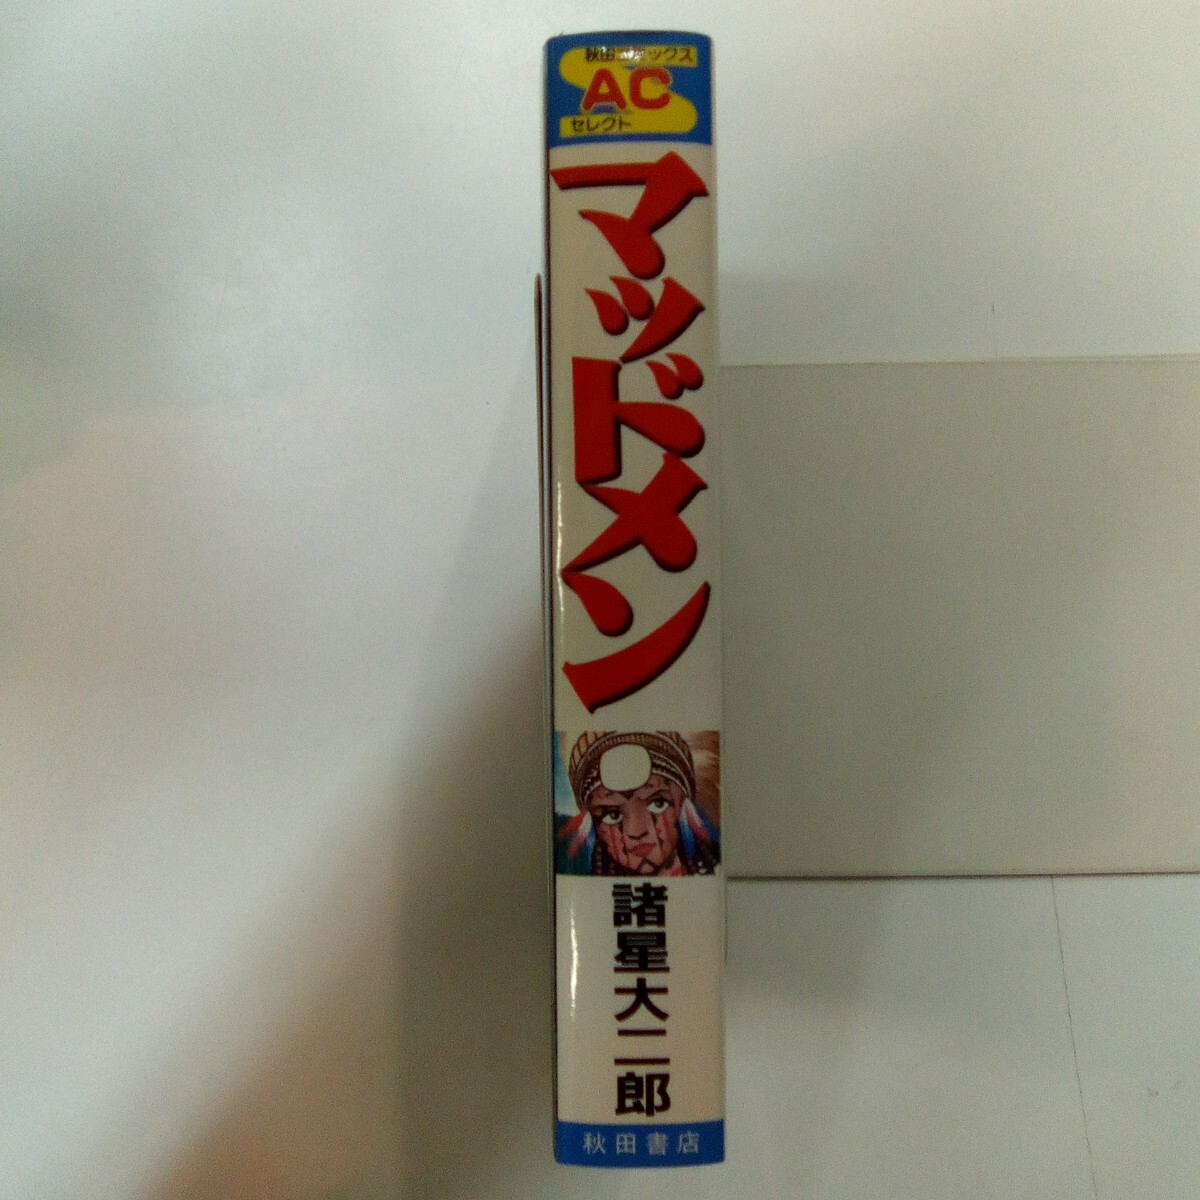 秋田コミックス
AC
セレクト
マッドメン
諸星大二郎
秋田書店